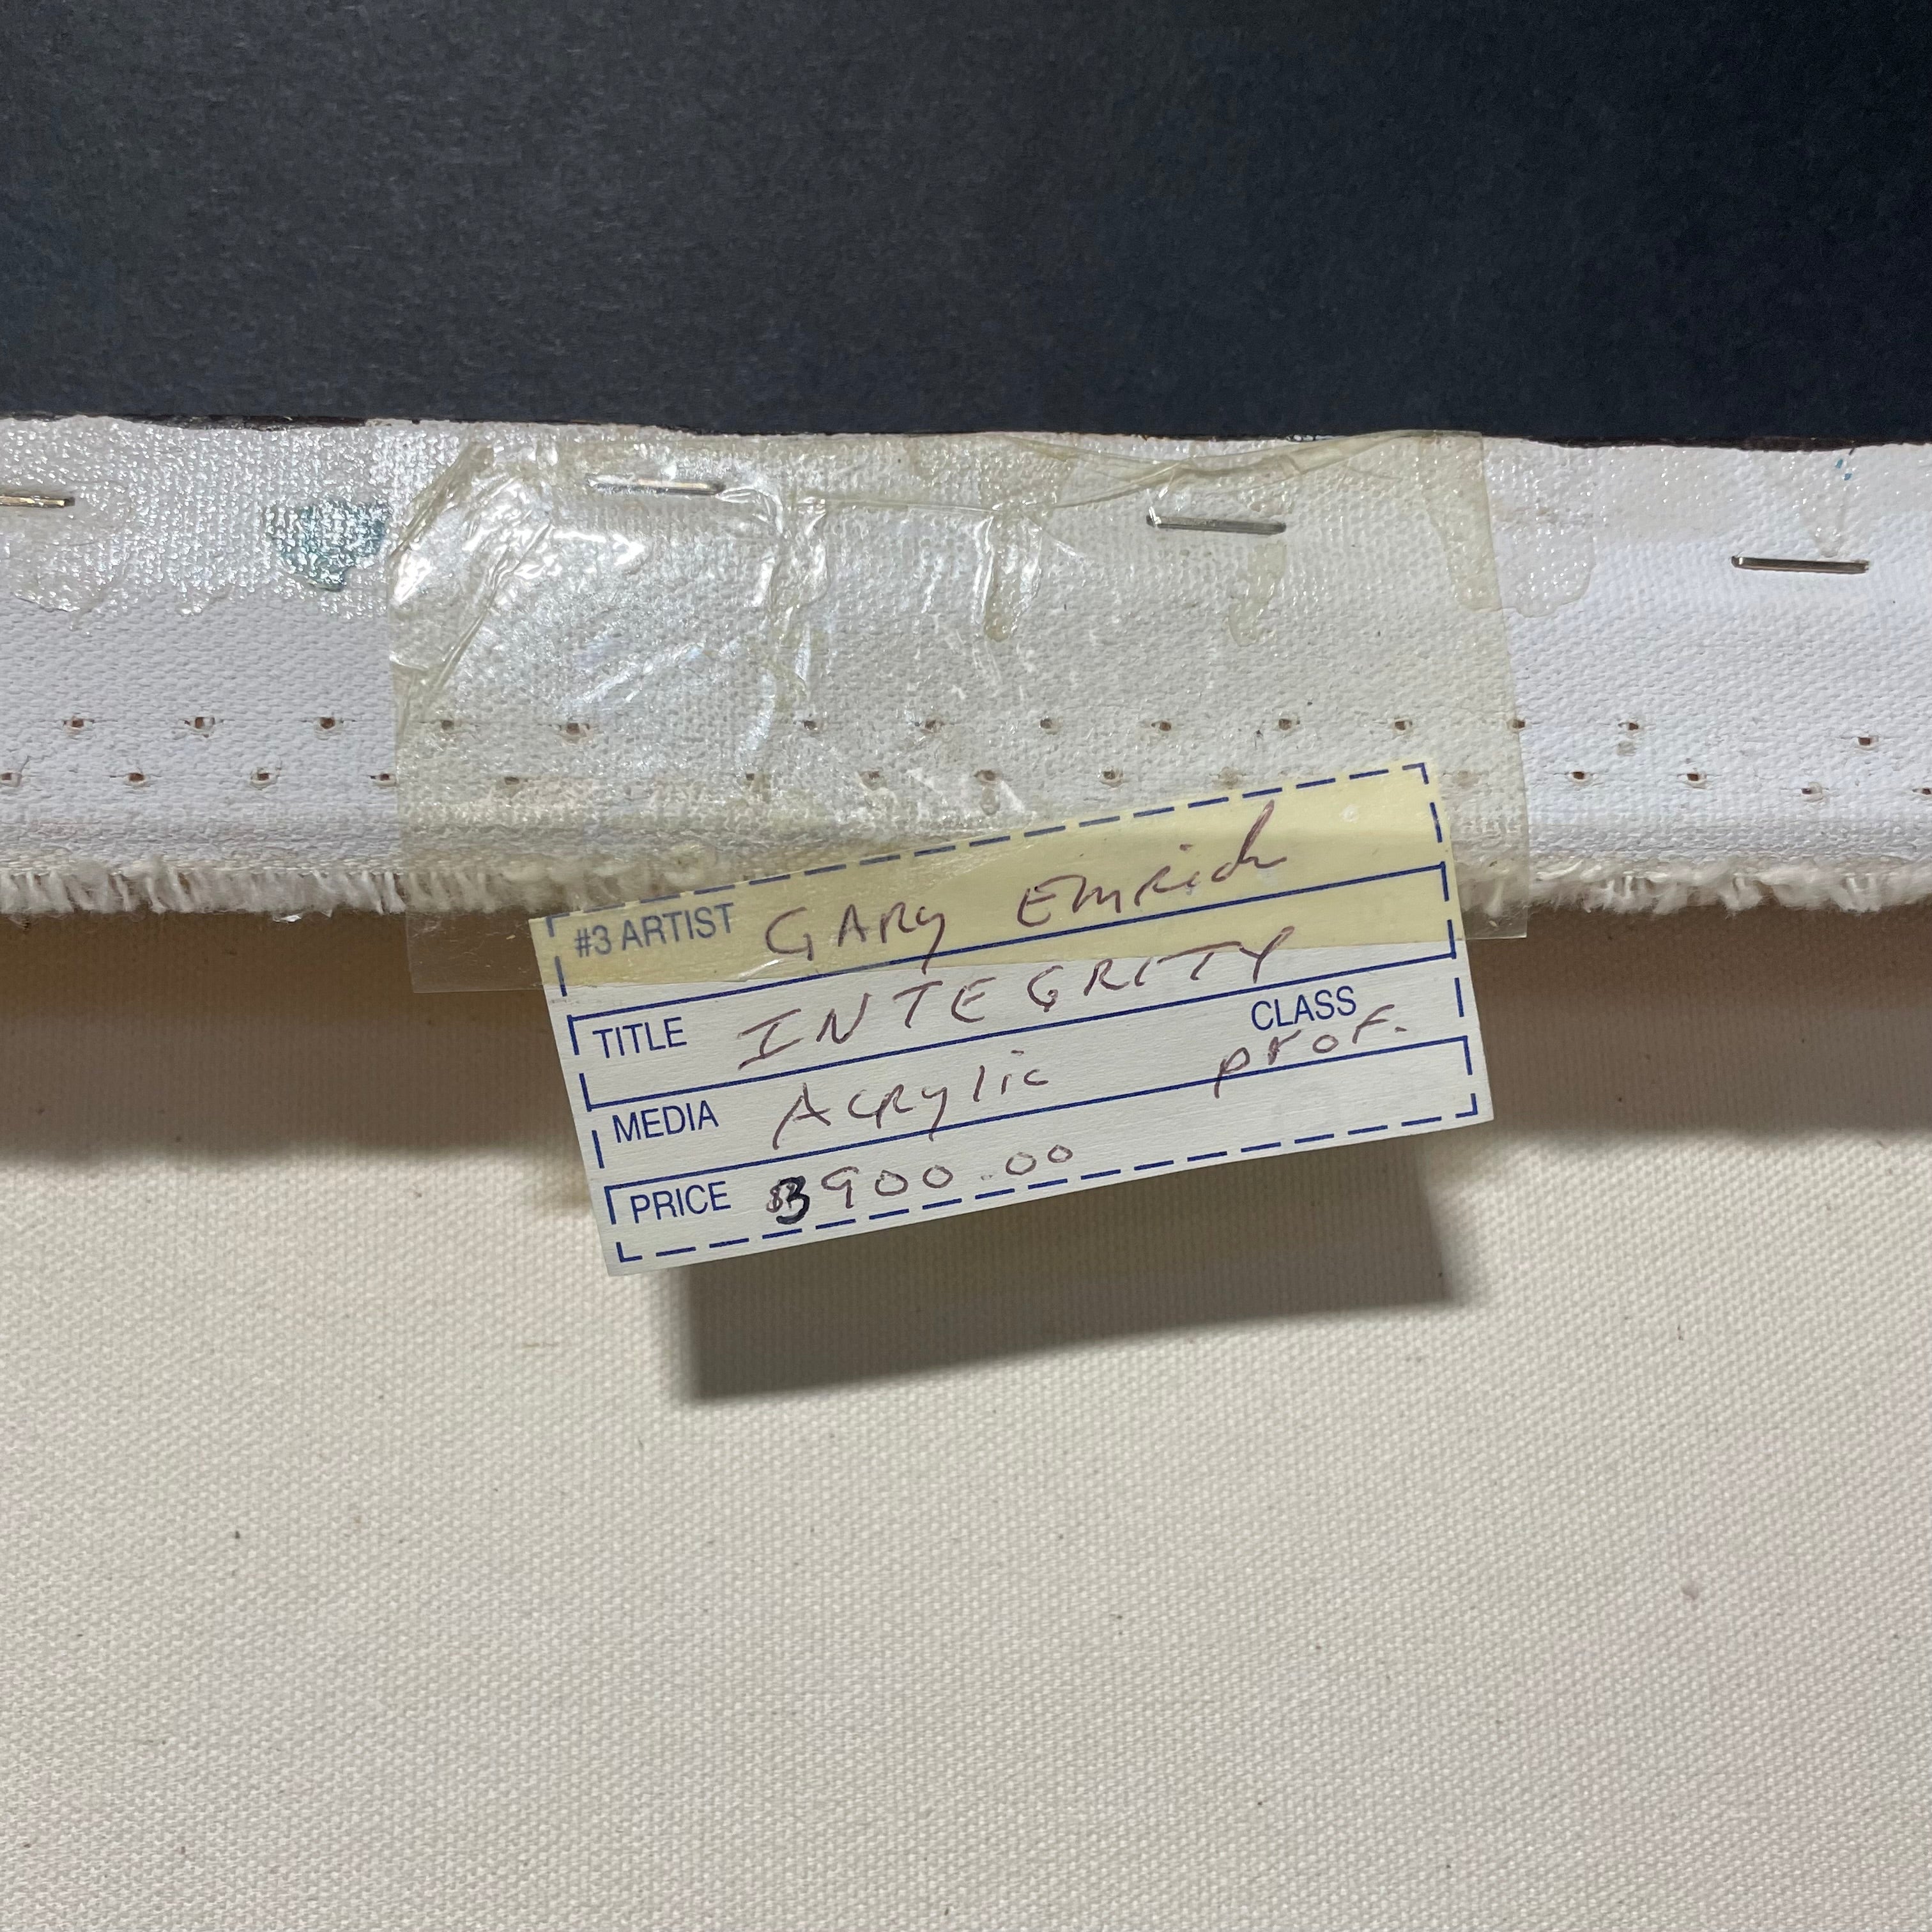 #3 ARTIST GARy EmRich
TITLE INTEGRITY
CLASS
MEDIA Acrylic prof.
PRICE 3900.00